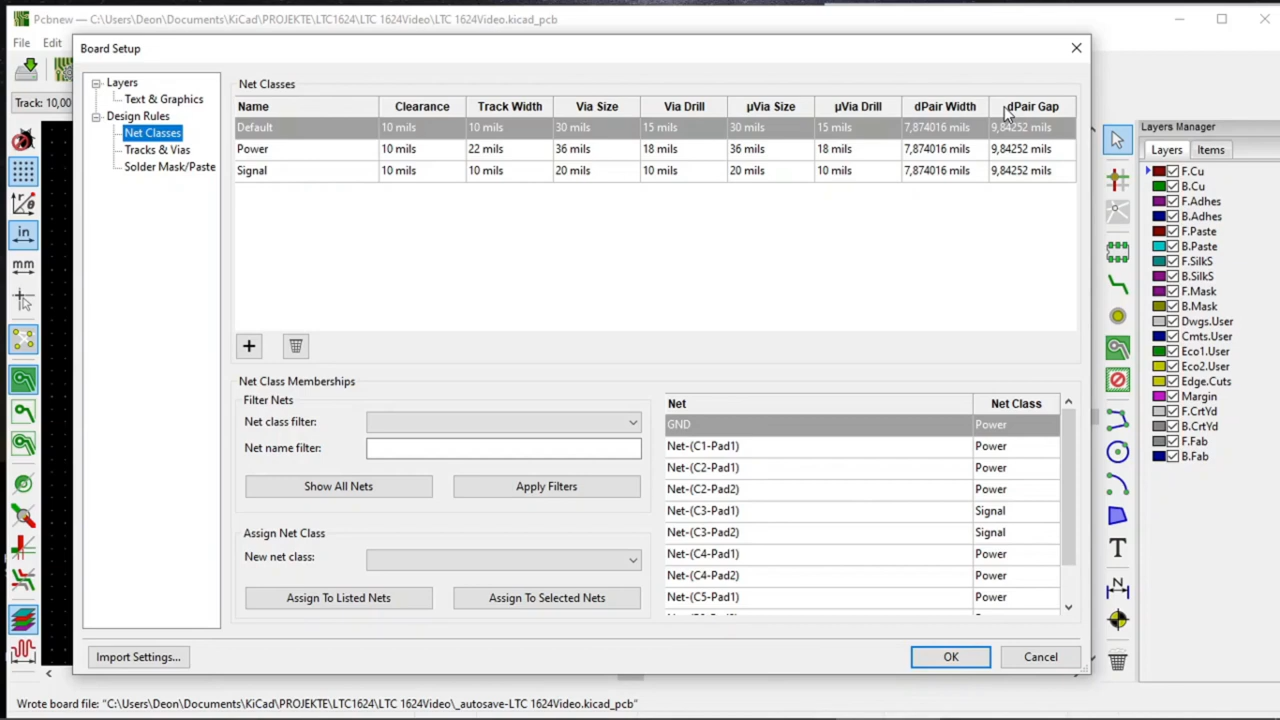 Pcbnew — C:\Users\Deon\Documents\KiCad\PROJEKTE\LTC1624\LTC 1624Video\LTC 1624Video.kicad_pcb
File Edit
Board Setup
Track: 10,00
Layers
Text & Graphics
Design Rules
Net Classes
Tracks & Vias
Solder Mask/Paste
Net Classes
Name Clearance Track Width Via Size Via Drill µVia Size µVia Drill dPair Width dPair Gap
Default 10 mils 10 mils 30 mils 15 mils 30 mils 15 mils 7,874016 mils 9,84252 mils
Power 10 mils 22 mils 36 mils 18 mils 36 mils 18 mils 7,874016 mils 9,84252 mils
Signal 10 mils 10 mils 20 mils 10 mils 20 mils 10 mils 7,874016 mils 9,84252 mils
in
mm
Net Class Memberships
Filter Nets
Net class filter:
Net name filter:
Show All Nets Apply Filters
Assign Net Class
New net class:
Assign To Listed Nets Assign To Selected Nets
Net Net Class
GND Power
Net-(C1-Pad1) Power
Net-(C2-Pad1) Power
Net-(C2-Pad2) Power
Net-(C3-Pad1) Signal
Net-(C3-Pad2) Signal
Net-(C4-Pad1) Power
Net-(C4-Pad2) Power
Net-(C5-Pad1) Power
Import Settings... OK Cancel
T
N
Layers Manager
Layers Items
F.Cu
B.Cu
F.Adhes
B.Adhes
F.Paste
B.Paste
F.SilkS
B.SilkS
F.Mask
B.Mask
Dwgs.User
Cmts.User
Eco1.User
Eco2.User
Edge.Cuts
Margin
F.CrtYd
B.CrtYd
F.Fab
B.Fab
Wrote board file: "C:\Users\Deon\Documents\KiCad\PROJEKTE\LTC1624\LTC 1624Video\_autosave-LTC 1624Video.kicad_pcb"